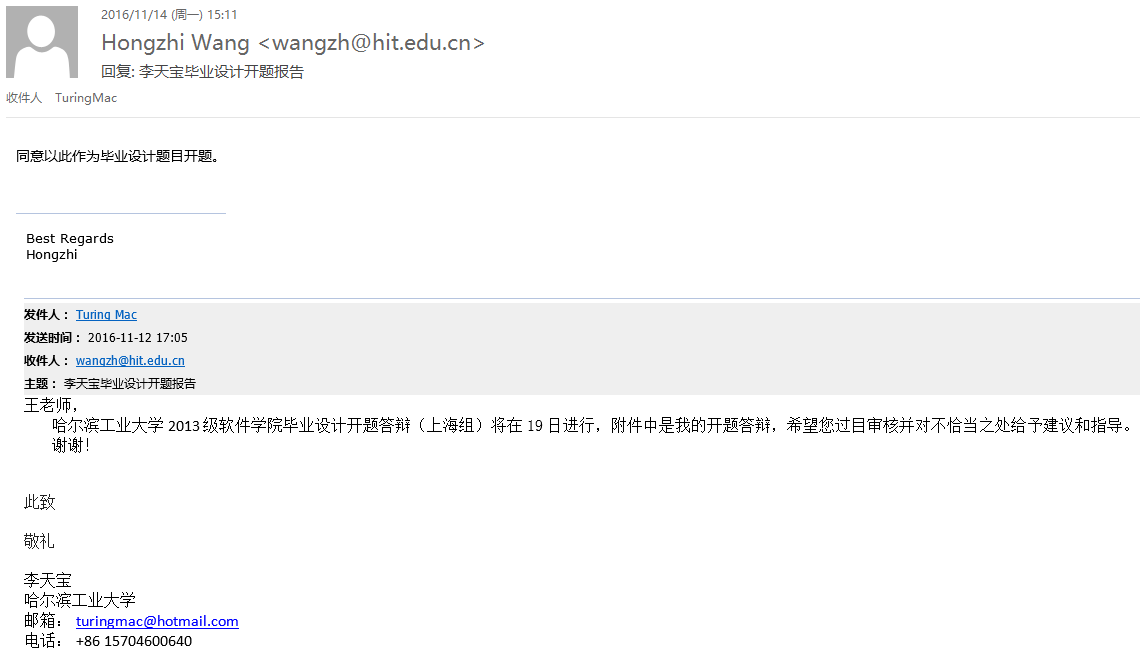 2016/11/14 (周一) 15:11
Hongzhi Wang <wangzh@hit.edu.cn>
回复: 李天宝毕业设计开题报告
收件人 TuringMac
同意以此作为毕业设计题目开题。
Best Regards
Hongzhi
发件人： Turing Mac
发送时间： 2016-11-12 17:05
收件人： wangzh@hit.edu.cn
主题： 李天宝毕业设计开题报告
王老师，
哈尔滨工业大学 2013 级软件学院毕业设计开题答辩（上海组）将在 19 日进行，附件中是我的开题答辩，希望您过目审核并对不恰当之处给予建议和指导。
谢谢！
此致
敬礼
李天宝
哈尔滨工业大学
邮箱： turingmac@hotmail.com
电话： +86 15704600640